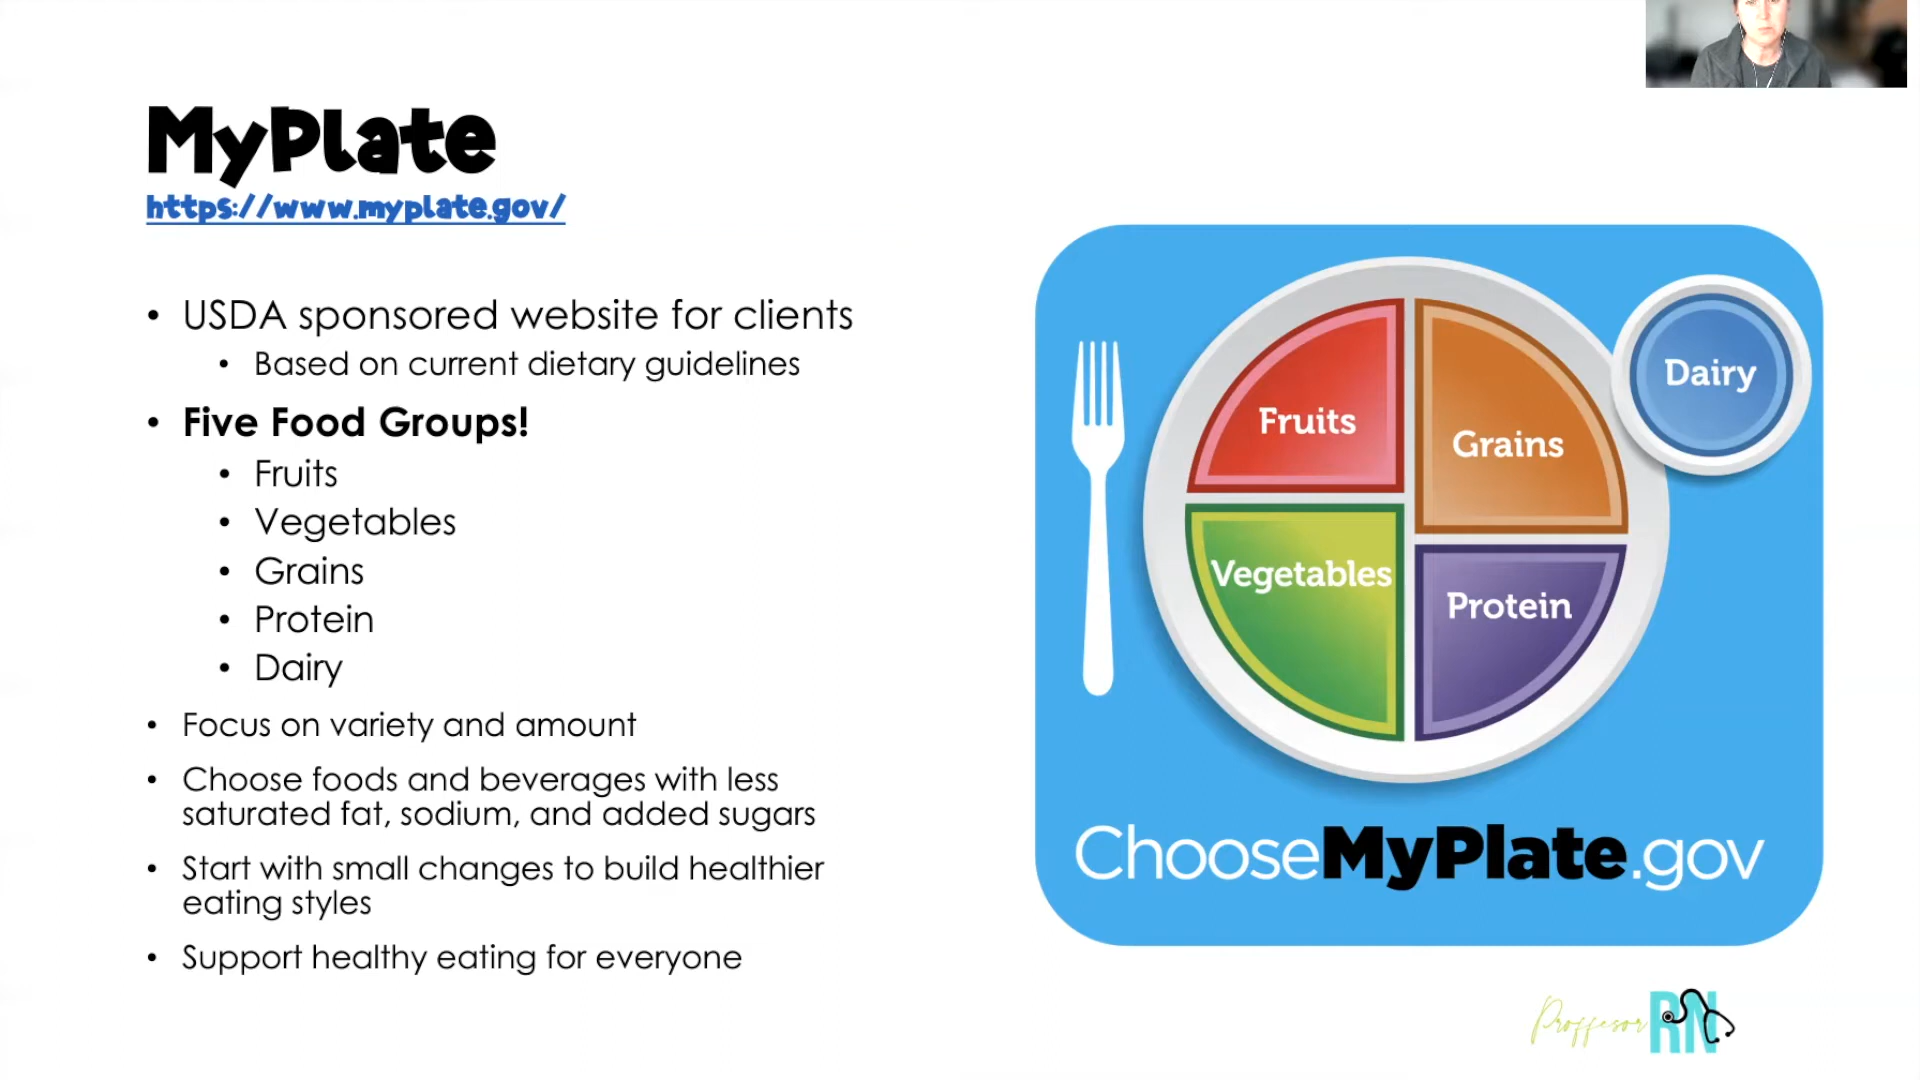 MyPlate
https://www.myplate.gov/
• USDA sponsored website for clients
• Based on current dietary guidelines
• Five Food Groups!
• Fruits
• Vegetables
• Grains
• Protein
• Dairy
• Focus on variety and amount
• Choose foods and beverages with less
saturated fat, sodium, and added sugars
• Start with small changes to build healthier
eating styles
• Support healthy eating for everyone
Fruits
Grains
Dairy
Vegetables
Protein
ChooseMyPlate.gov
Proffesor RN